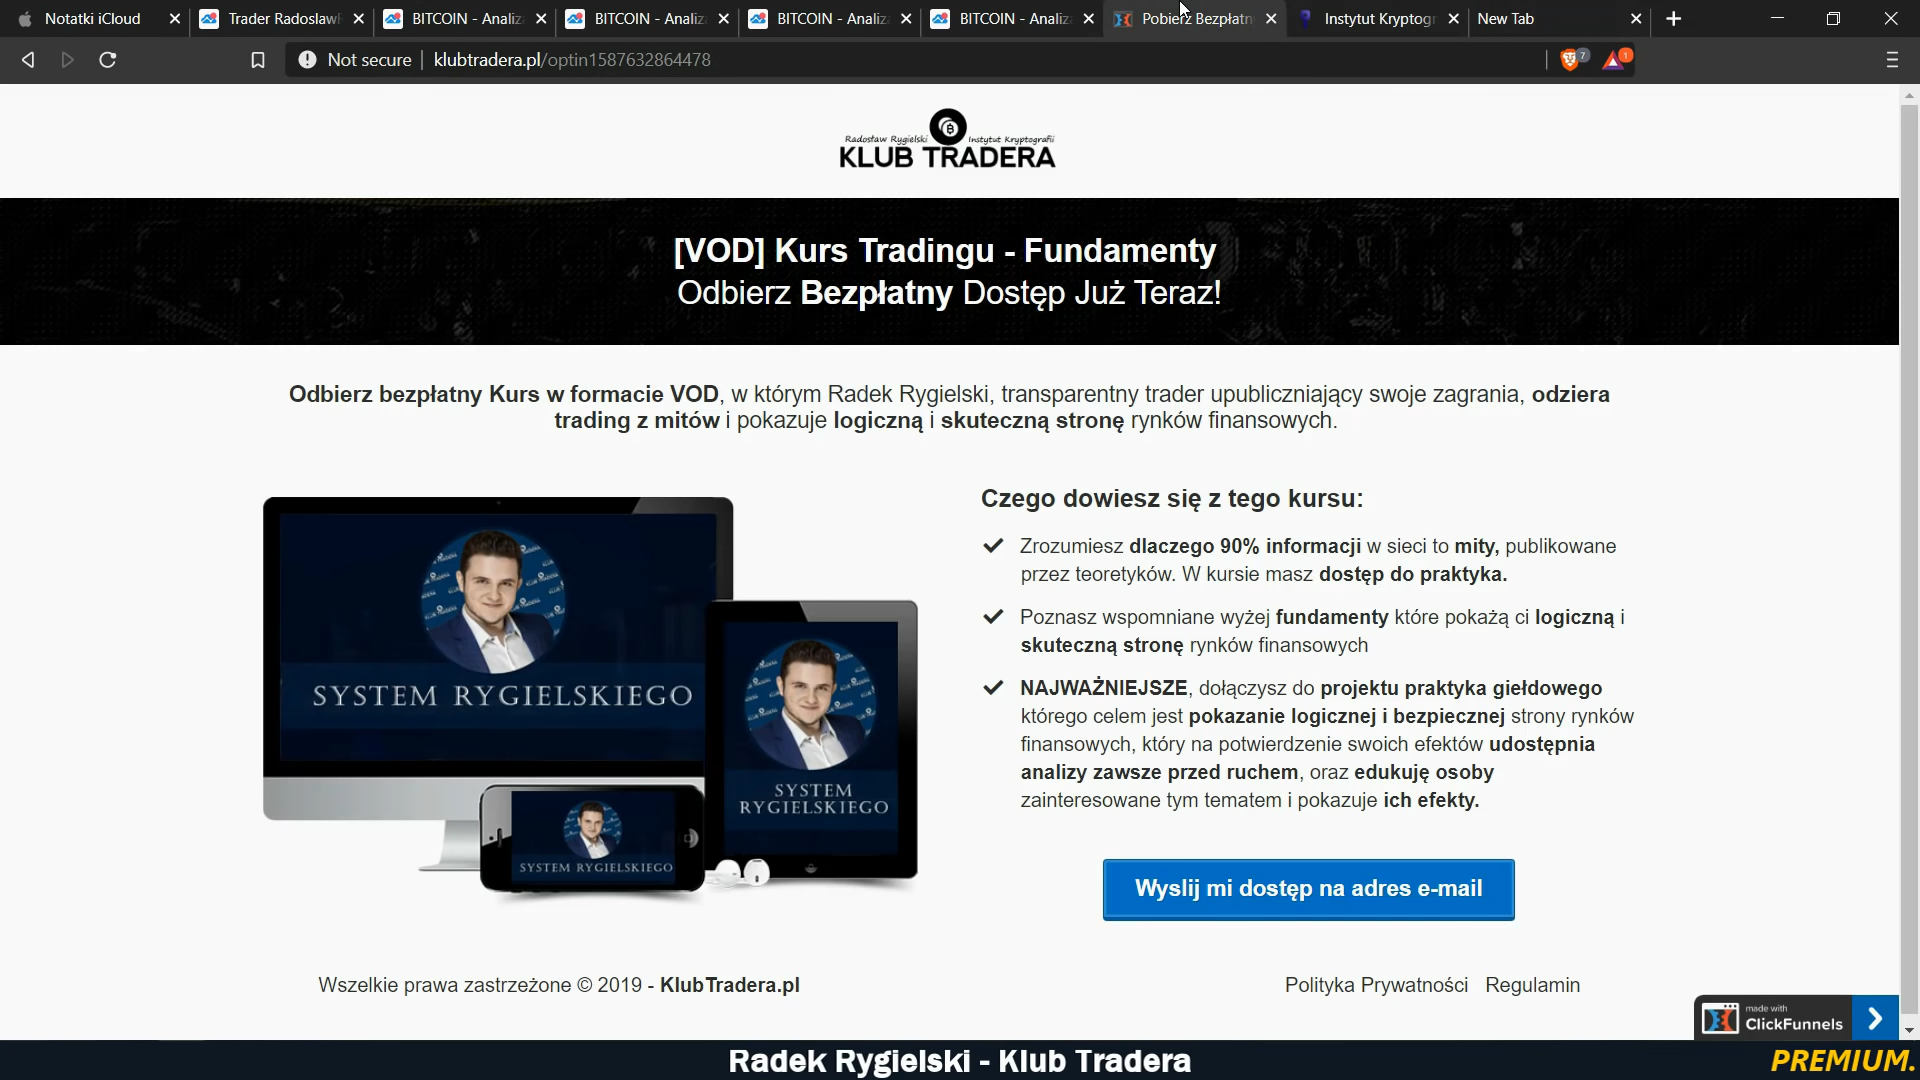 Notatki iCloud
Trader Radoslaw
BITCOIN - Analiz
BITCOIN - Analiz
BITCOIN - Analiz
BITCOIN - Analiz
Pobierz Bezpłatn
Instytut Kryptogr
New Tab
Not secure
klubtradera.pl/optin1587632864478
7
1
Radosław Rygielski
Instytut Kryptografii
KLUB TRADERA
[VOD] Kurs Tradingu - Fundamenty
Odbierz Bezpłatny Dostęp Już Teraz!
Odbierz bezpłatny Kurs w formacie VOD, w którym Radek Rygielski, transparentny trader upubliczniający swoje zagrania, odziera
trading z mitów i pokazuje logiczną i skuteczną stronę rynków finansowych.
SYSTEM RYGIELSKIEGO
SYSTEM
RYGIELSKIEGO
SYSTEM RYGIELSKIEGO
Czego dowiesz się z tego kursu:
Zrozumiesz dlaczego 90% informacji w sieci to mity, publikowane
przez teoretyków. W kursie masz dostęp do praktyka.
Poznasz wspomniane wyżej fundamenty które pokażą ci logiczną i
skuteczną stronę rynków finansowych
NAJWAŻNIEJSZE, dołączysz do projektu praktyka giełdowego
którego celem jest pokazanie logicznej i bezpiecznej strony rynków
finansowych, który na potwierdzenie swoich efektów udostępnia
analizy zawsze przed ruchem, oraz edukuję osoby
zainteresowane tym tematem i pokazuje ich efekty.
Wyslij mi dostęp na adres e-mail
Wszelkie prawa zastrzeżone © 2019 - KlubTradera.pl
Polityka Prywatności
Regulamin
made with
ClickFunnels
Radek Rygielski - Klub Tradera
PREMIUM.